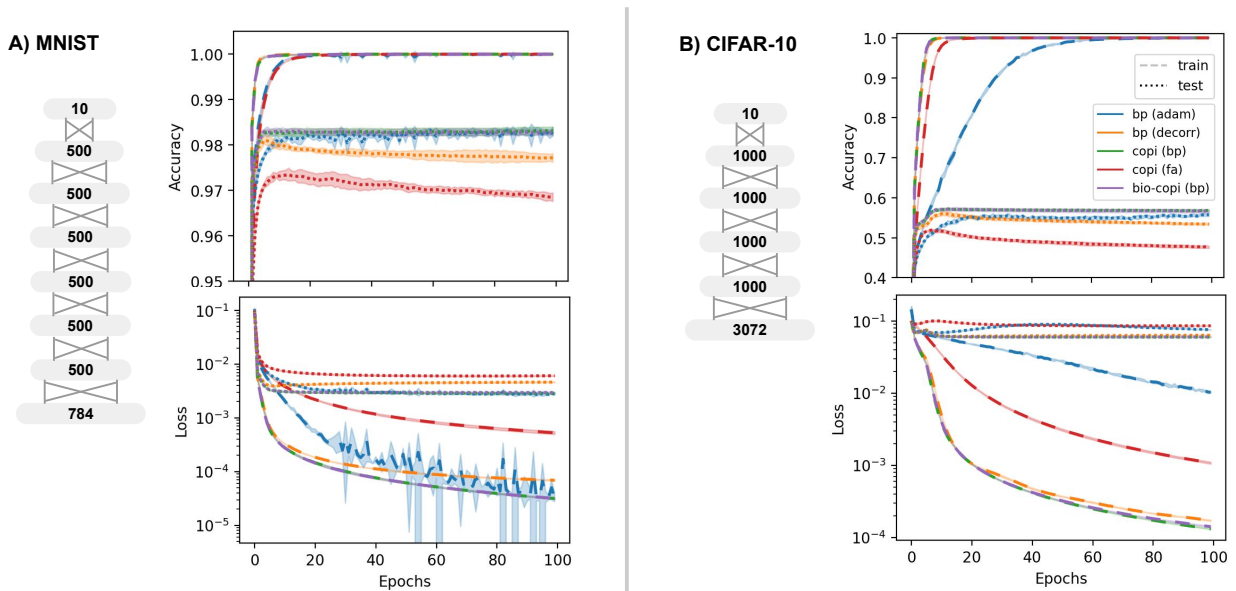 A) MNIST
10
500
500
500
500
500
500
784
Accuracy
1.00
0.99
0.98
0.97
0.96
0.95
Loss
10⁻¹
10⁻²
10⁻³
10⁻⁴
10⁻⁵
0 20 40 60 80 100
Epochs
B) CIFAR-10
10
1000
1000
1000
1000
3072
Accuracy
1.0
0.9
0.8
0.7
0.6
0.5
0.4
train
test
bp (adam)
bp (decorr)
copi (bp)
copi (fa)
bio-copi (bp)
Loss
10⁻¹
10⁻²
10⁻³
10⁻⁴
0 20 40 60 80 100
Epochs